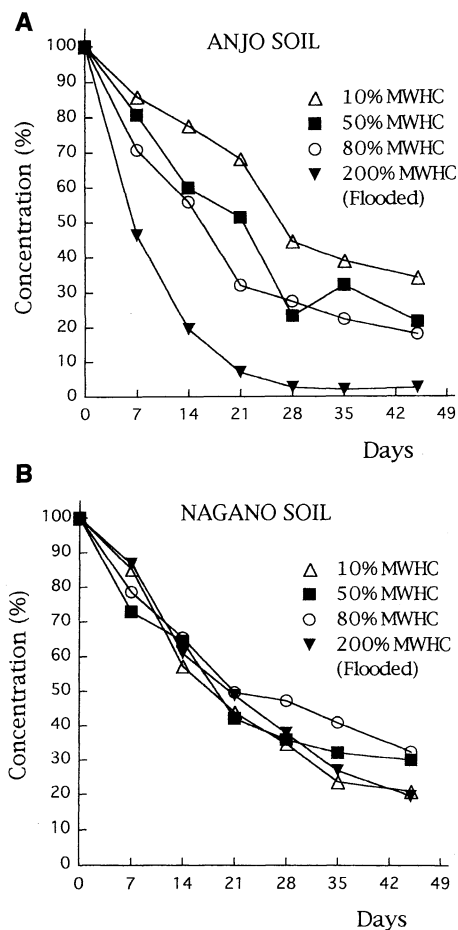 A
ANJO SOIL
100
90
80
70
60
50
40
30
20
10
0
Concentration (%)
10% MWHC
50% MWHC
80% MWHC
200% MWHC
(Flooded)
0 7 14 21 28 35 42 49
Days
B
NAGANO SOIL
100
90
80
70
60
50
40
30
20
10
0
Concentration (%)
10% MWHC
50% MWHC
80% MWHC
200% MWHC
(Flooded)
0 7 14 21 28 35 42 49
Days